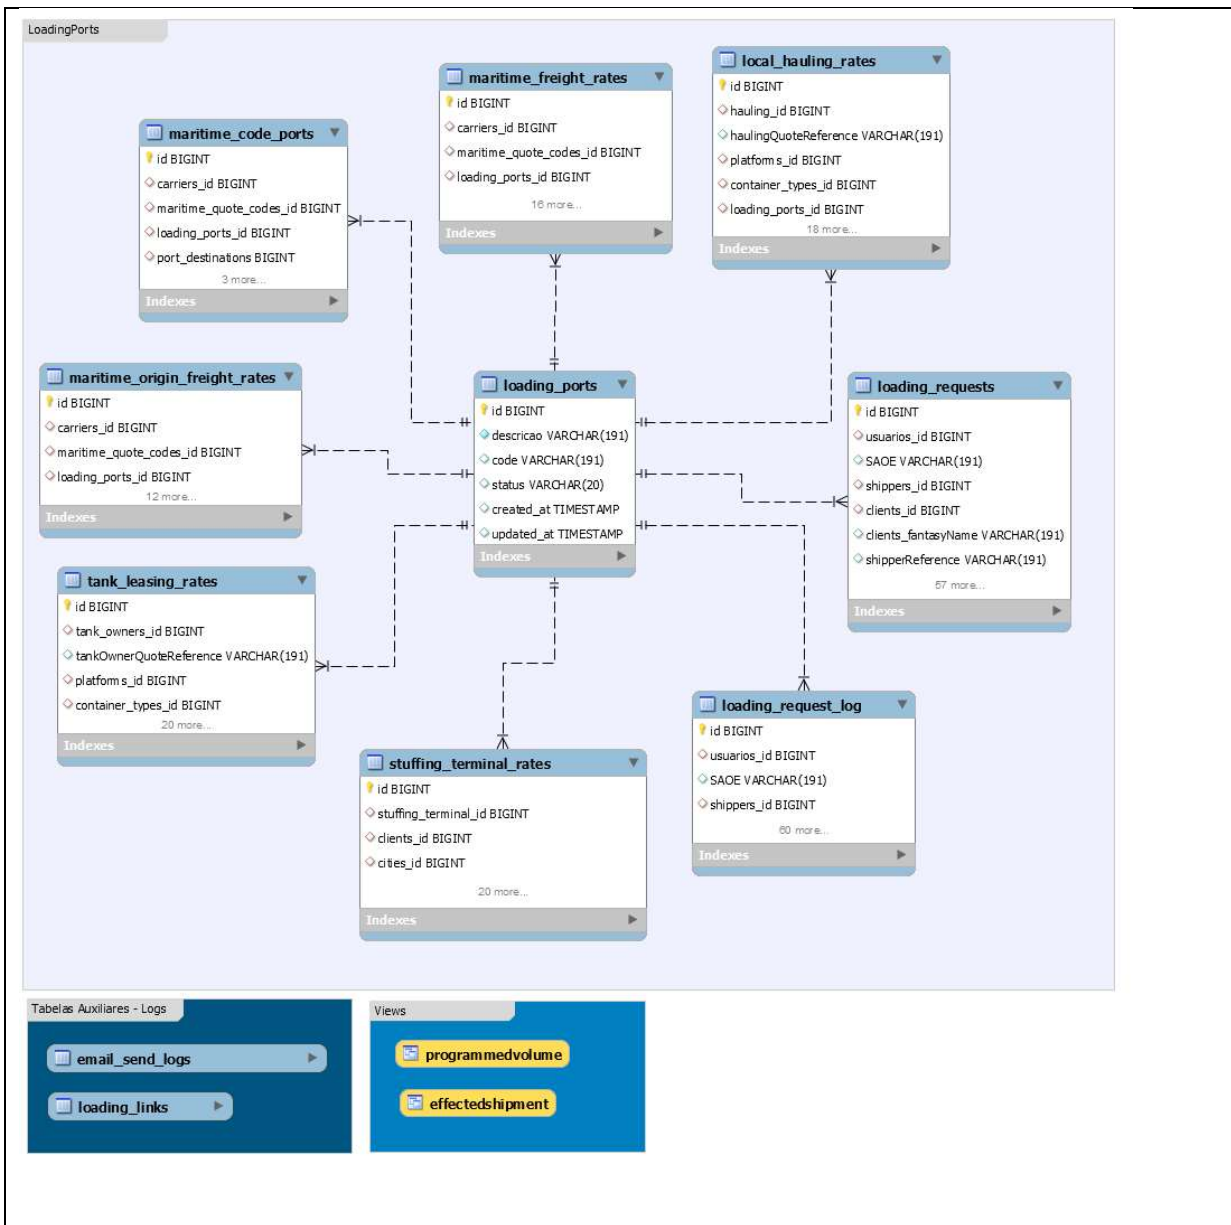 LoadingPorts
maritime_code_ports
id BIGINT
carriers_id BIGINT
maritime_quote_codes_id BIGINT
loading_ports_id BIGINT
port_destinations BIGINT
3 more...
Indexes
maritime_freight_rates
id BIGINT
carriers_id BIGINT
maritime_quote_codes_id BIGINT
loading_ports_id BIGINT
16 more...
Indexes
local_hauling_rates
id BIGINT
hauling_id BIGINT
haulingQuoteReference VARCHAR(191)
platforms_id BIGINT
container_types_id BIGINT
loading_ports_id BIGINT
18 more...
Indexes
maritime_origin_freight_rates
id BIGINT
carriers_id BIGINT
maritime_quote_codes_id BIGINT
loading_ports_id BIGINT
12 more...
Indexes
loading_ports
id BIGINT
descricao VARCHAR(191)
code VARCHAR(191)
status VARCHAR(20)
created_at TIMESTAMP
updated_at TIMESTAMP
Indexes
loading_requests
id BIGINT
usuarios_id BIGINT
SAOE VARCHAR(191)
shippers_id BIGINT
clients_id BIGINT
clients_fantasyName VARCHAR(191)
shipperReference VARCHAR(191)
67 more...
Indexes
tank_leasing_rates
id BIGINT
tank_owners_id BIGINT
tankOwnerQuoteReference VARCHAR(191)
platforms_id BIGINT
container_types_id BIGINT
20 more...
Indexes
stuffing_terminal_rates
id BIGINT
stuffing_terminal_id BIGINT
clients_id BIGINT
cities_id BIGINT
20 more...
Indexes
loading_request_log
id BIGINT
usuarios_id BIGINT
SAOE VARCHAR(191)
shippers_id BIGINT
60 more...
Indexes
Tabelas Auxiliares - Logs
email_send_logs
loading_links
Views
programmedvolume
effectedshipment